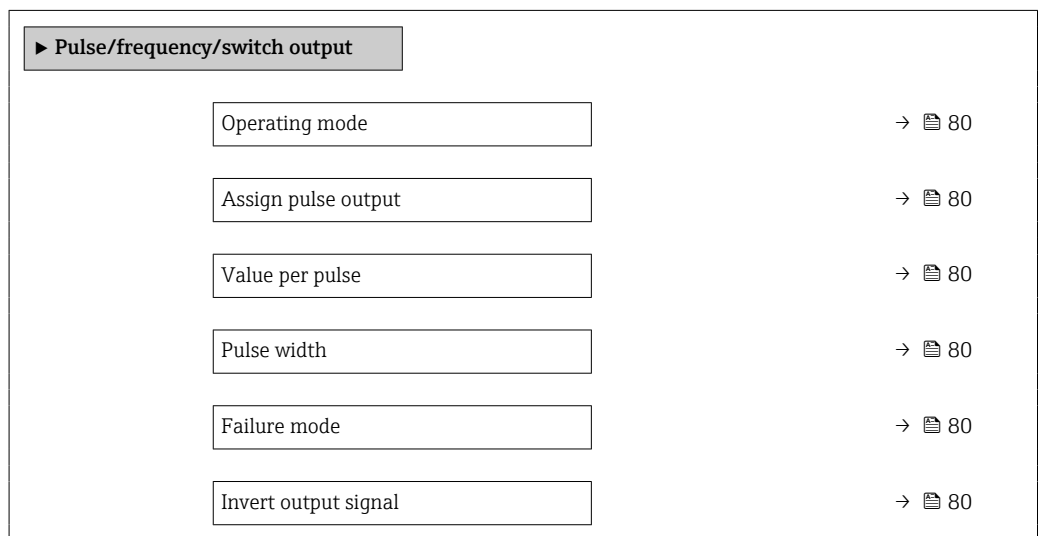 ▶ Pulse/frequency/switch output
Operating mode → 80
Assign pulse output → 80
Value per pulse → 80
Pulse width → 80
Failure mode → 80
Invert output signal → 80